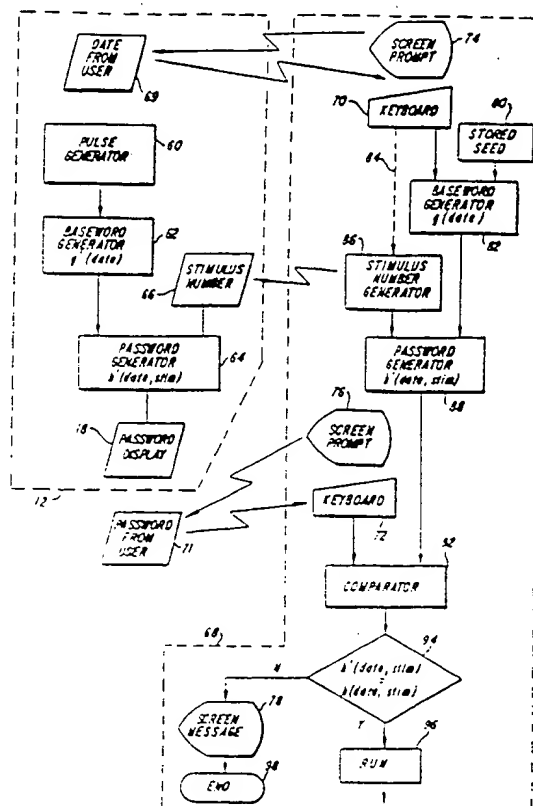 DATE
FROM
USER
69
SCREEN
PROMPT
74
70
KEYBOARD
80
STORED
SEED
PULSE
GENERATOR
60
84
BASEWORD
GENERATOR
g(date)
82
BASEWORD
GENERATOR
g'(date)
62
66
STIMULUS
NUMBER
86
STIMULUS
NUMBER
GENERATOR
PASSWORD
GENERATOR
h'(date,stim)
64
PASSWORD
GENERATOR
h'(date,stim)
88
18
PASSWORD
DISPLAY
76
SCREEN
PROMPT
12
PASSWORD
FROM
USER
71
KEYBOARD
72
COMPARATOR
92
68
94
h'(date,stim)
=
h(date,stim)
N
Y
SCREEN
MESSAGE
78
RUN
96
END
98